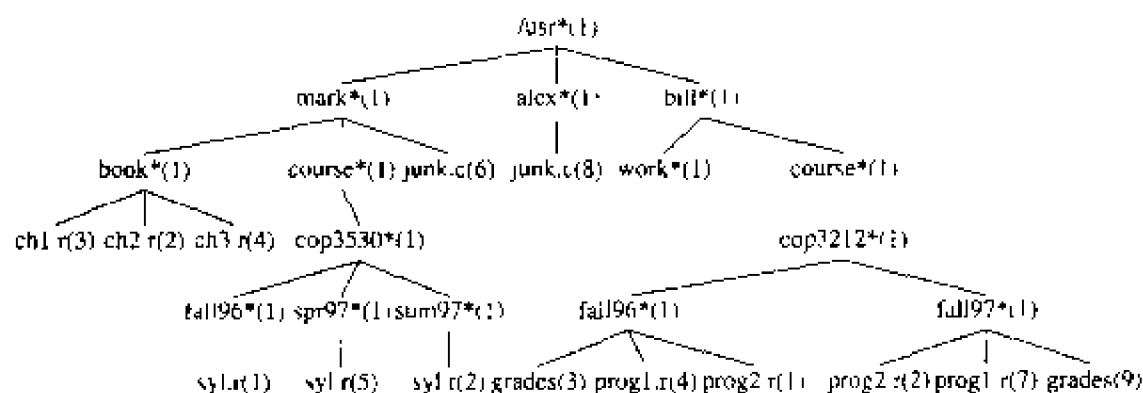 /usr*(1)
mark*(1) alex*(1) bill*(1)
book*(1) course*(1) junk.c(6) junk.c(8) work*(1) course*(1)
ch1.r(3) ch2.r(2) ch3.r(4) cop3530*(1) cop3212*(1)
fall96*(1) spr97*(1) sum97*(1) fall96*(1) fall97*(1)
syl.r(1) syl.r(5) syl.r(2) grades(3) prog1.r(4) prog2.r(1) prog2.r(2) prog1.r(7) grades(9)